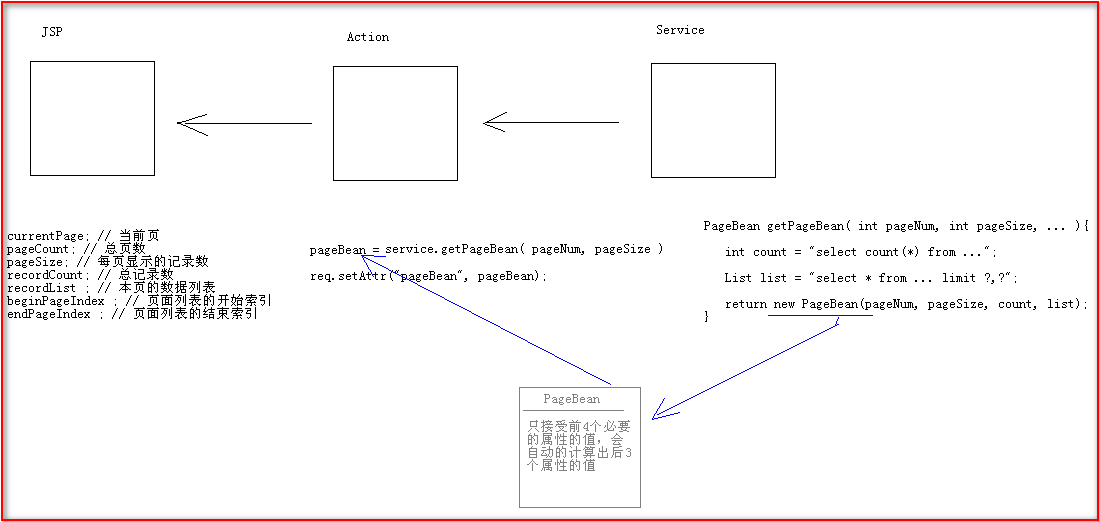 JSP
Action
Service
currentPage; // 当前页
pageCount; // 总页数
pageSize; // 每页显示的记录数
recordCount; // 总记录数
recordList ; // 本页的数据列表
beginPageIndex ; // 页面列表的开始索引
endPageIndex ; // 页面列表的结束索引
pageBean = service.getPageBean( pageNum, pageSize )
req.setAttr("pageBean", pageBean);
PageBean getPageBean( int pageNum, int pageSize, ... ){
int count = "select count(*) from ...";
List list = "select * from ... limit ?,?";
return new PageBean(pageNum, pageSize, count, list);
}
PageBean
只接受前4个必要
的属性的值，会
自动的计算出后3
个属性的值